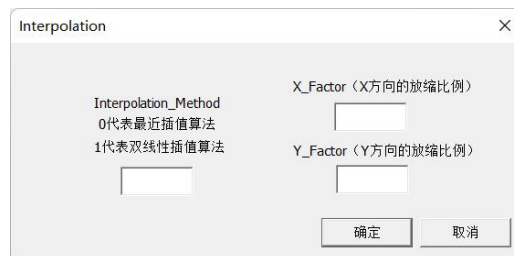 Interpolation
Interpolation_Method
0代表最近插值算法
1代表双线性插值算法
X_Factor（X方向的放缩比例）
Y_Factor（Y方向的放缩比例）
确定
取消